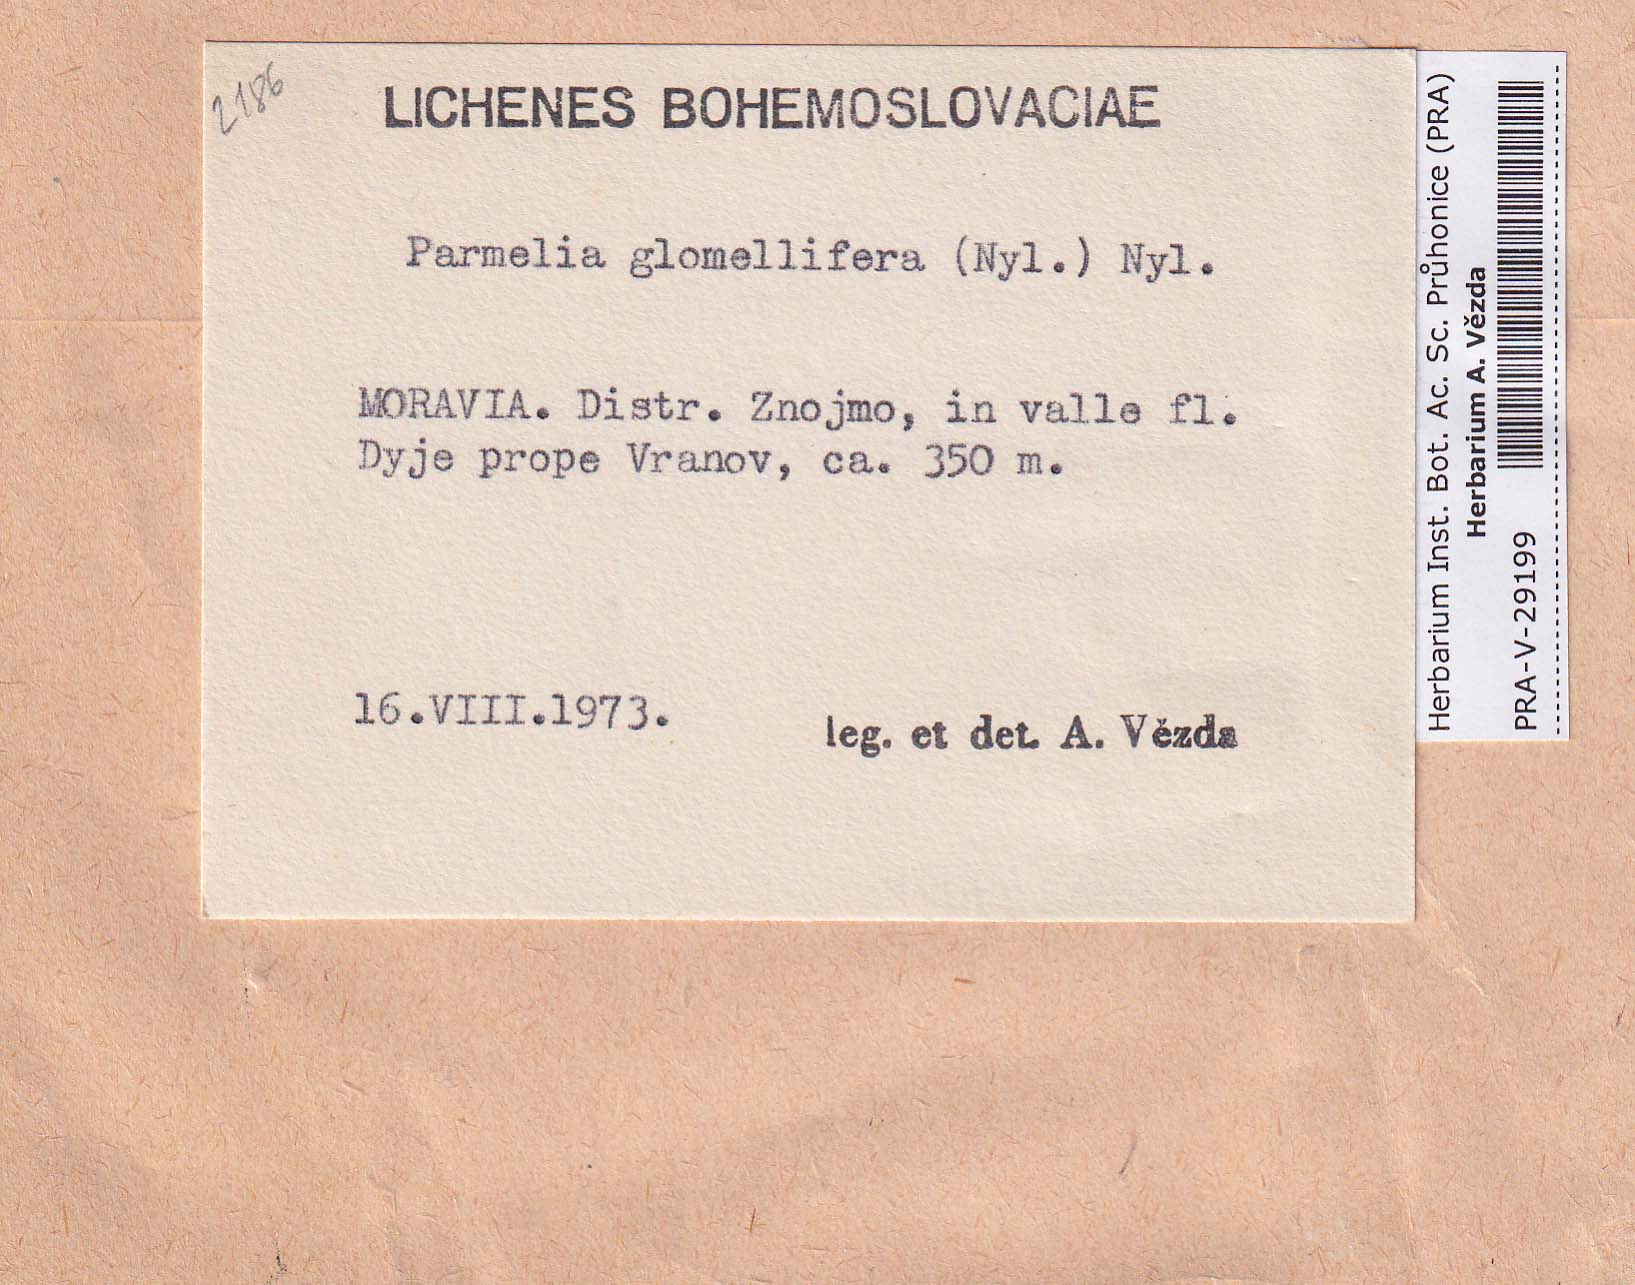 2186
LICHENES BOHEMOSLOVACIAE
Parmelia glomellifera (Nyl.) Nyl.
MORAVIA. Distr. Znojmo, in valle fl.
Dyje prope Vranov, ca. 350 m.
16.VIII.1973.
leg. et det. A. Vězda
Herbarium Inst. Bot. Ac. Sc. Průhonice (PRA)
Herbarium A. Vězda
PRA-V-29199